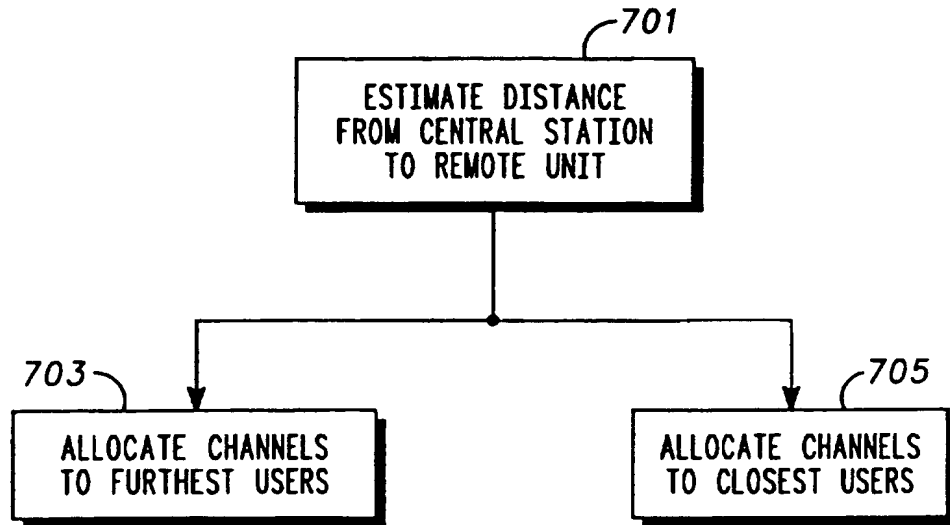 701
ESTIMATE DISTANCE
FROM CENTRAL STATION
TO REMOTE UNIT
703
ALLOCATE CHANNELS
TO FURTHEST USERS
705
ALLOCATE CHANNELS
TO CLOSEST USERS